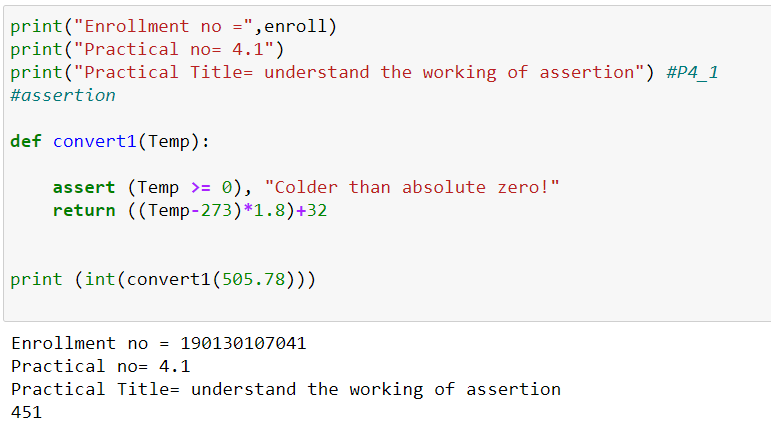 print("Enrollment no =",enroll)
print("Practical no= 4.1")
print("Practical Title= understand the working of assertion") #P4_1
#assertion
def convert1(Temp):
    assert (Temp >= 0), "Colder than absolute zero!"
    return ((Temp-273)*1.8)+32
print (int(convert1(505.78)))
Enrollment no = 190130107041
Practical no= 4.1
Practical Title= understand the working of assertion
451